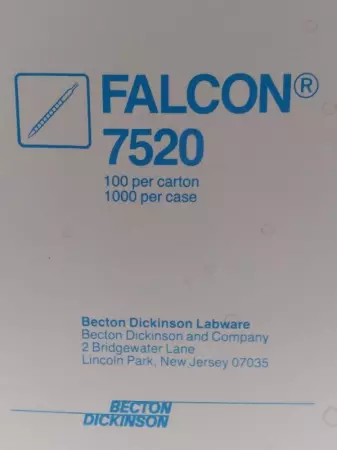 FALCON®
7520
100 per carton
1000 per case
Becton Dickinson Labware
Becton Dickinson and Company
2 Bridgewater Lane
Lincoln Park, New Jersey 07035
BECTON
DICKINSON